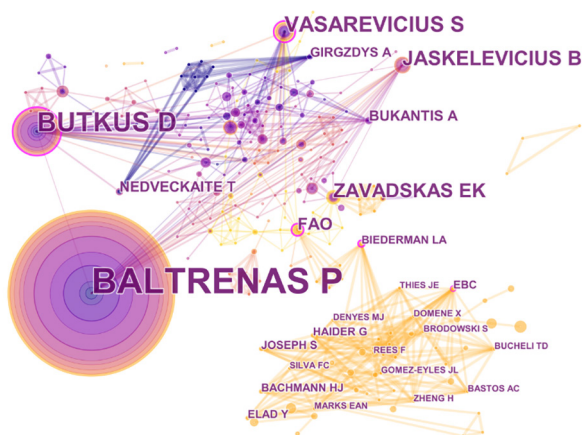 VASAREVICIUS S
GIRGZDYS A
JASKELEVICIUS B
BUTKUS D
BUKANTIS A
NEDVECKAITE T
ZAVADSKAS EK
FAO
BIEDERMAN LA
BALTRENAS P
THIES JE
EBC
DENYES MJ
DOMENE X
HAIDER G
BRODOWSKI S
JOSEPH S
REES F
BUCHELI TD
SILVA FC
GOMEZ-EYLES JL
BACHMANN HJ
BASTOS AC
ZHENG H
MARKS EAN
ELAD Y